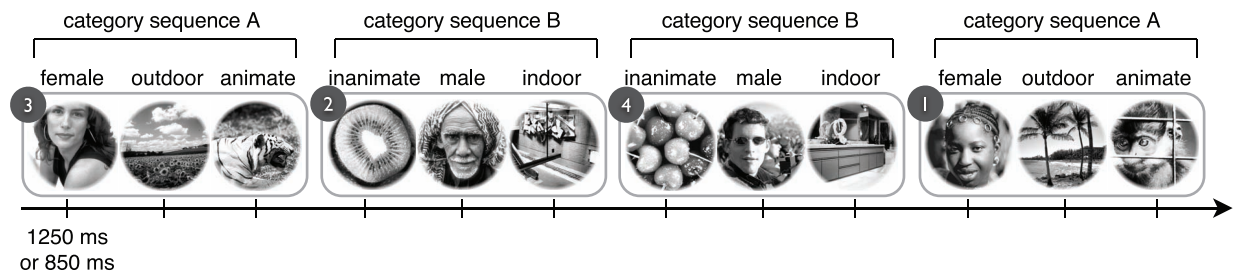 category sequence A
category sequence B
category sequence B
category sequence A
female outdoor animate
inanimate male indoor
inanimate male indoor
female outdoor animate
3
2
4
1
1250 ms
or 850 ms